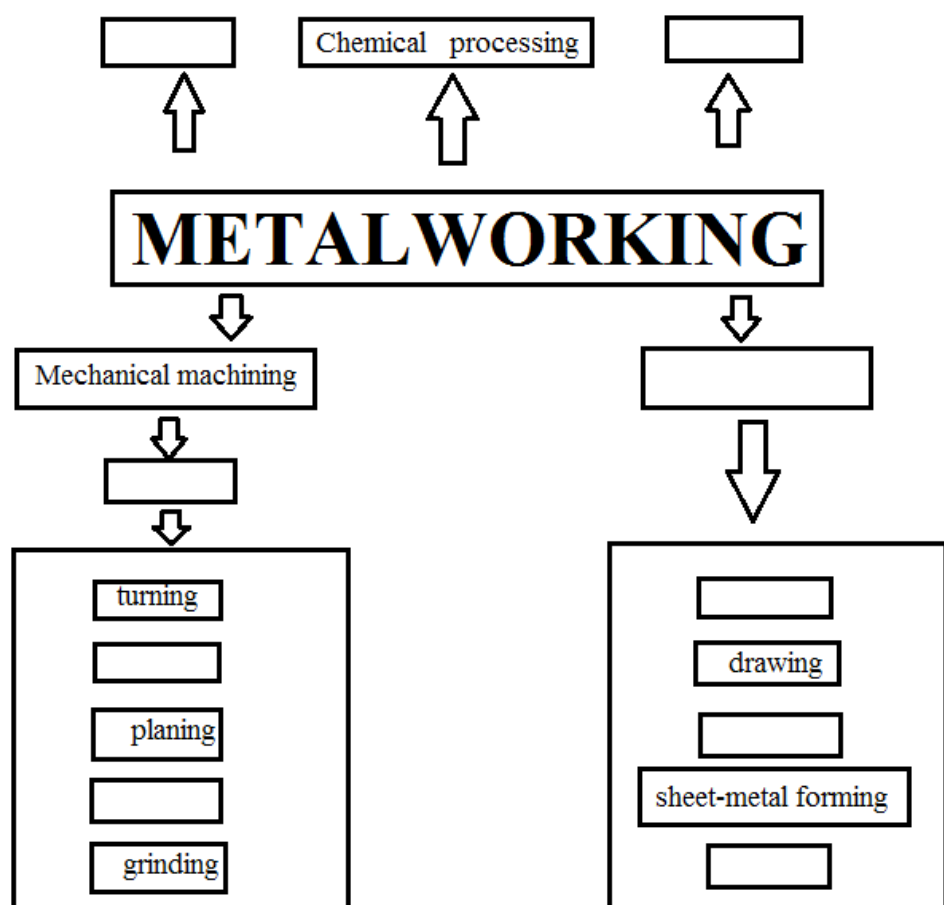 Chemical processing
METALWORKING
Mechanical machining
turning
planing
grinding
drawing
sheet-metal forming